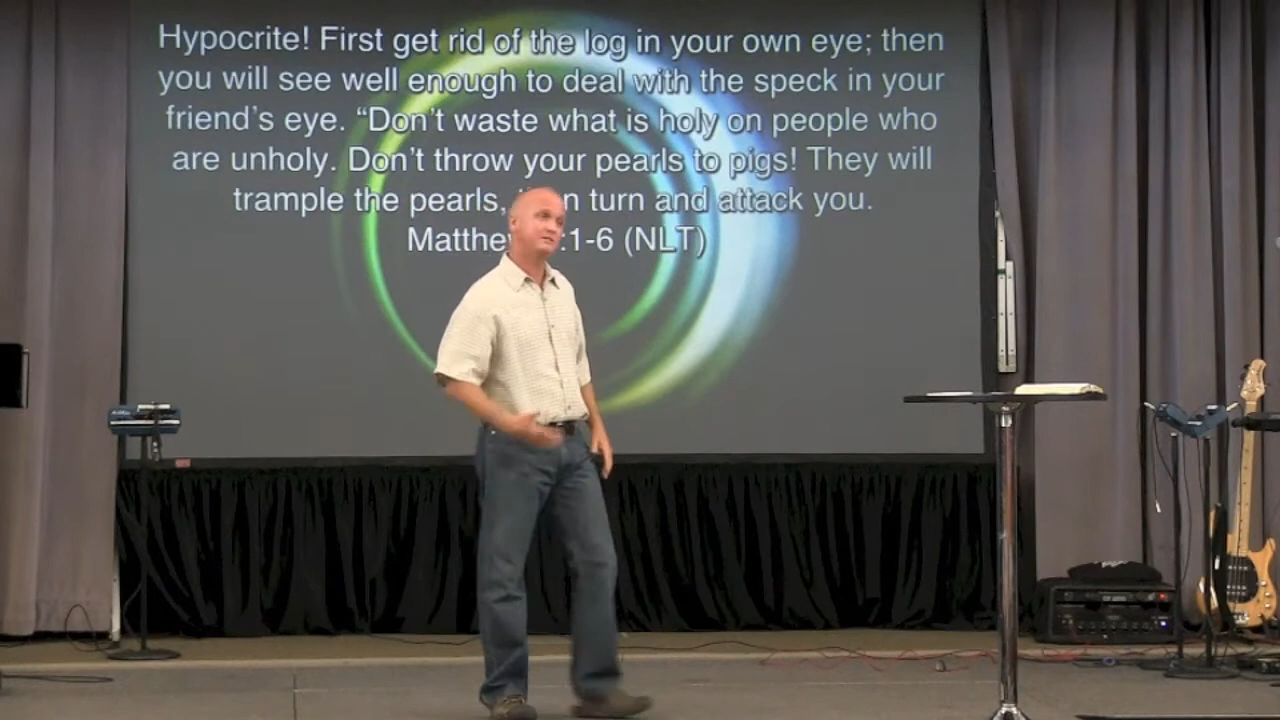 Hypocrite! First get rid of the log in your own eye; then
you will see well enough to deal with the speck in your
friend's eye. “Don't waste what is holy on people who
are unholy. Don't throw your pearls to pigs! They will
trample the pearls, turn and attack you.
:1-6 (NLT)